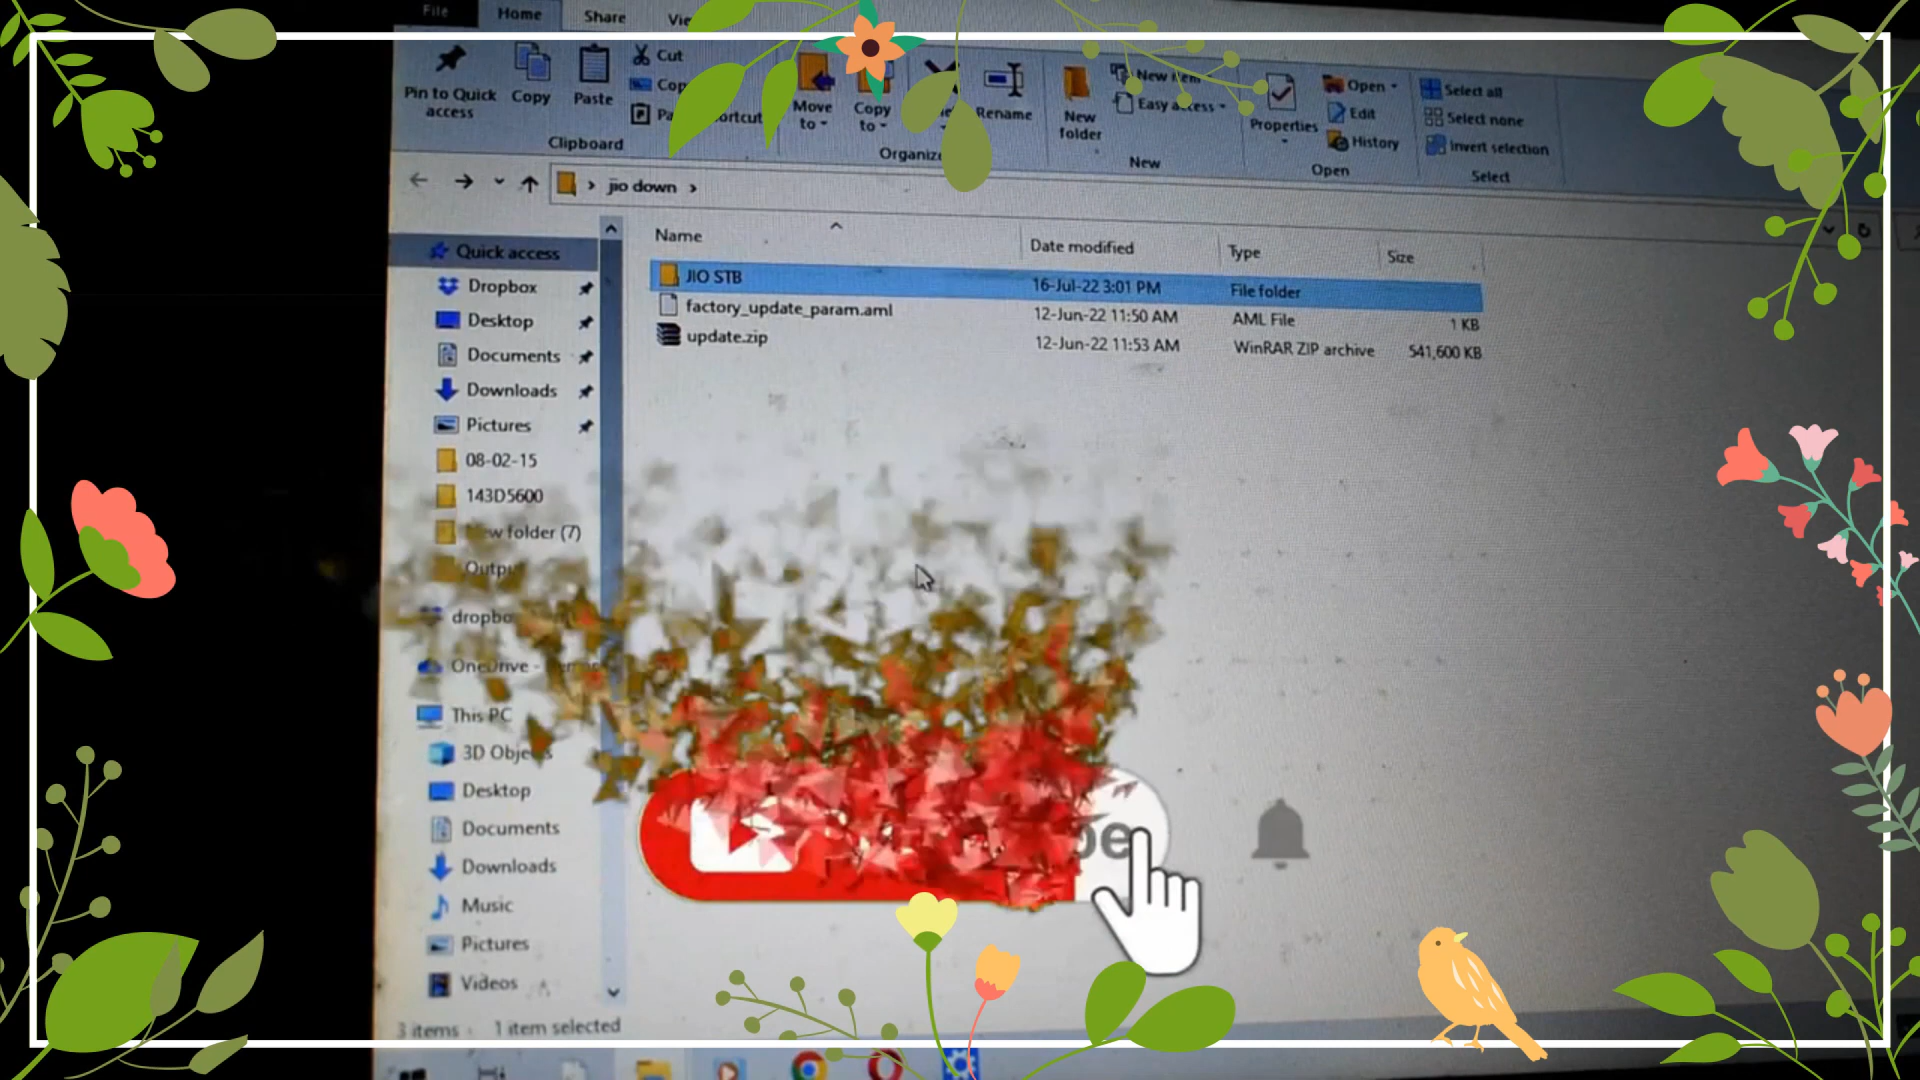 File Home Share
Cut
Pin to Quick access
Copy
Paste
Clipboard
Move to
Copy to
Rename
Organize
New folder
New item
Easy access
New
Properties
Open
Edit
History
Open
Select all
Select none
Invert selection
Select
jio down
Name Date modified Type Size
JIO STB 16-Jul-22 3:01 PM File folder
factory_update_param.aml 12-Jun-22 11:50 AM AML File 1 KB
update.zip 12-Jun-22 11:53 AM WinRAR ZIP archive 541,600 KB
Quick access
Dropbox
Desktop
Documents
Downloads
Pictures
08-02-15
143D5600
folder (7)
This PC
Desktop
Documents
Downloads
Music
Pictures
Videos
3 items 1 item selected